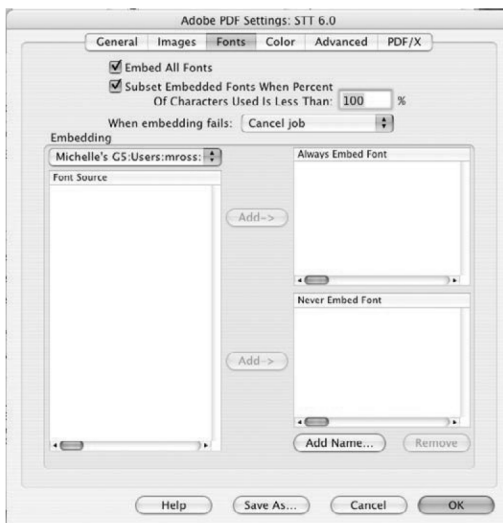 Adobe PDF Settings: STT 6.0
General Images Fonts Color Advanced PDF/X
Embed All Fonts
Subset Embedded Fonts When Percent
Of Characters Used Is Less Than: 100 %
When embedding fails: Cancel job
Embedding
Michelle's G5:Users:mross:
Font Source
Add->
Always Embed Font
Never Embed Font
Add->
Add Name... Remove
Help Save As... Cancel OK